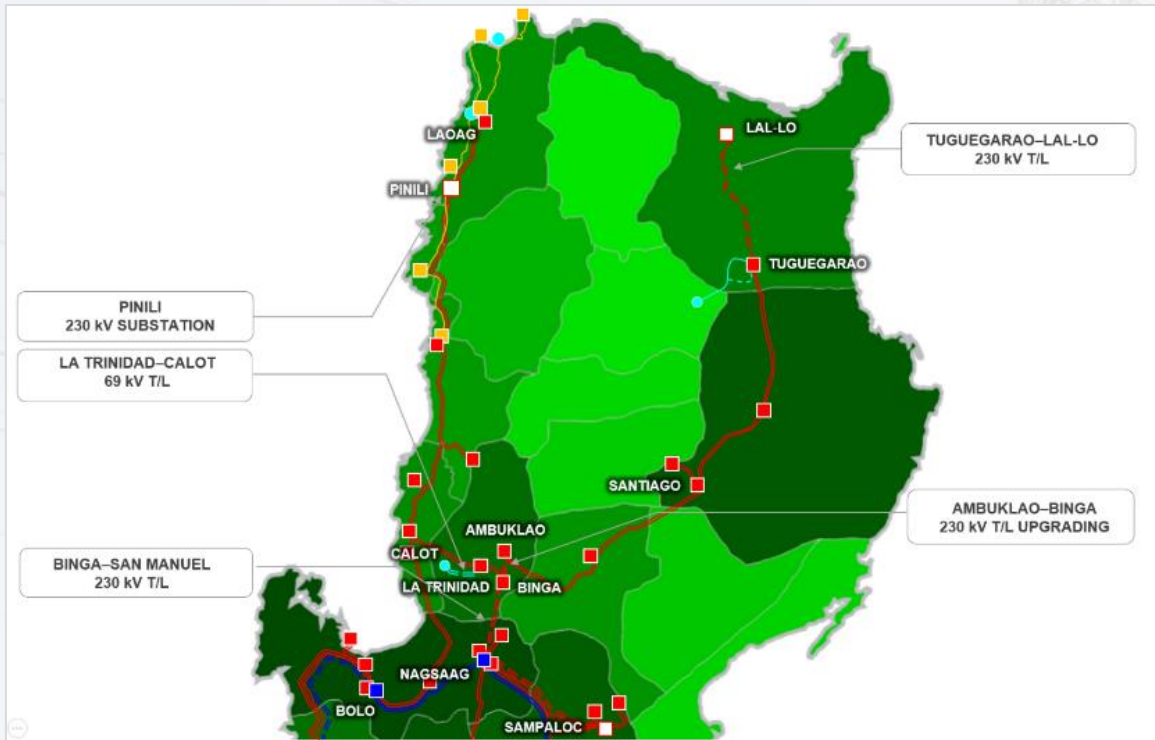 LAL-LO
LAOAG
TUGUEGARAO–LAL-LO
230 kV T/L
PINILI
TUGUEGARAO
PINILI
230 kV SUBSTATION
LA TRINIDAD–CALOT
69 kV T/L
SANTIAGO
AMBUKLAO–BINGA
230 kV T/L UPGRADING
AMBUKLAO
CALOT
BINGA–SAN MANUEL
230 kV T/L
LA TRINIDAD
BINGA
NAGSAAG
BOLO
SAMPALOC